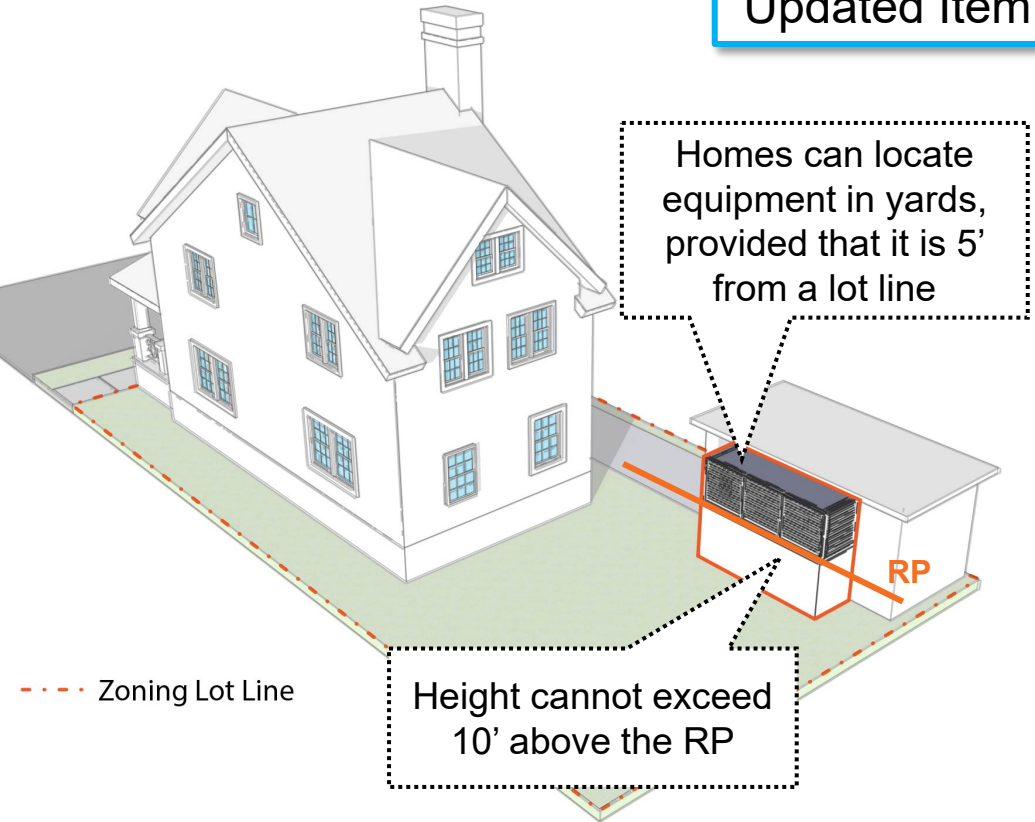 Updated Item
Homes can locate
equipment in yards,
provided that it is 5’
from a lot line
RP
Zoning Lot Line
Height cannot exceed
10’ above the RP